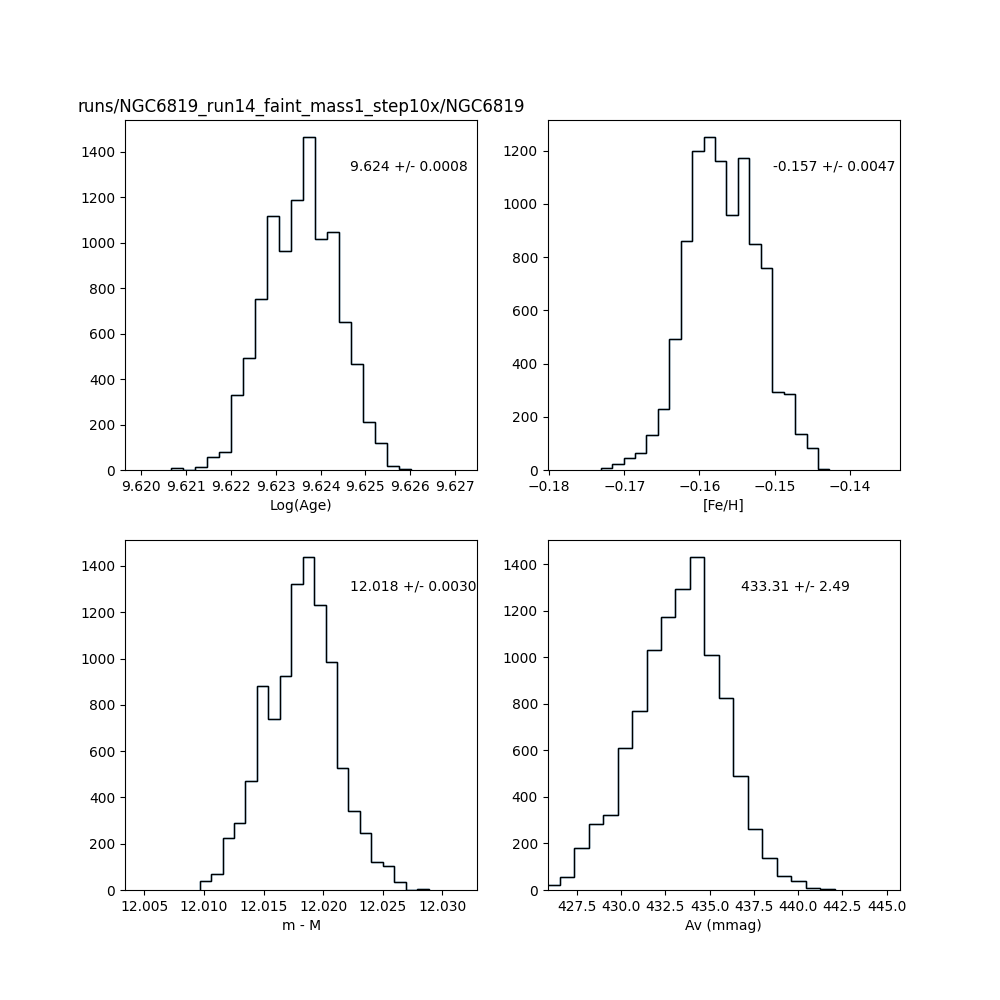 runs/NGC6819_run14_faint_mass1_step10x/NGC6819
1400
1200
1000
800
600
400
200
0
9.624 +/- 0.0008
9.620 9.621 9.622 9.623 9.624 9.625 9.626 9.627
Log(Age)
1200
1000
800
600
400
200
0
-0.157 +/- 0.0047
−0.18 −0.17 −0.16 −0.15 −0.14
[Fe/H]
1400
1200
1000
800
600
400
200
0
12.018 +/- 0.0030
12.005 12.010 12.015 12.020 12.025 12.030
m - M
1400
1200
1000
800
600
400
200
0
433.31 +/- 2.49
427.5 430.0 432.5 435.0 437.5 440.0 442.5 445.0
Av (mmag)